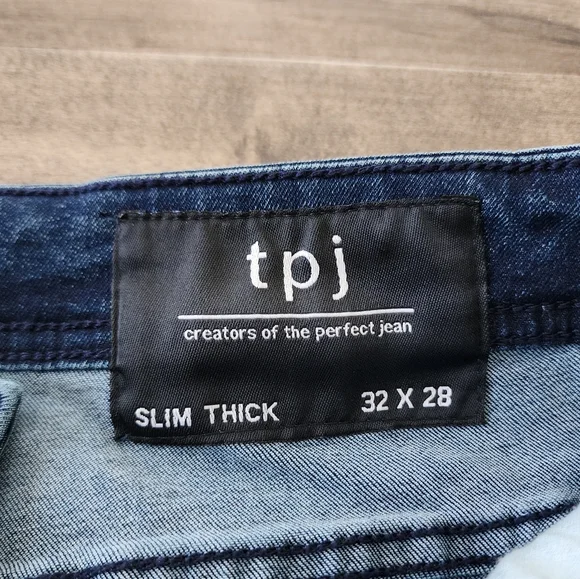 tpj
creators of the perfect jean
SLIM THICK 32 X 28